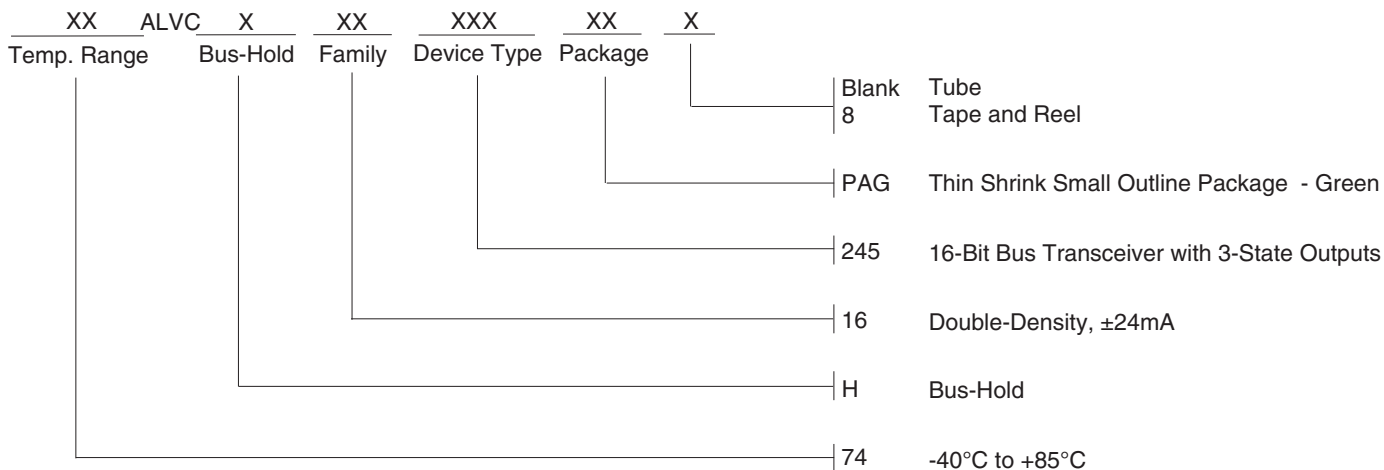 XX ALVC X XX XXX XX X
Temp. Range Bus-Hold Family Device Type Package
Blank Tube
8 Tape and Reel
PAG Thin Shrink Small Outline Package - Green
245 16-Bit Bus Transceiver with 3-State Outputs
16 Double-Density, ±24mA
H Bus-Hold
74 -40°C to +85°C